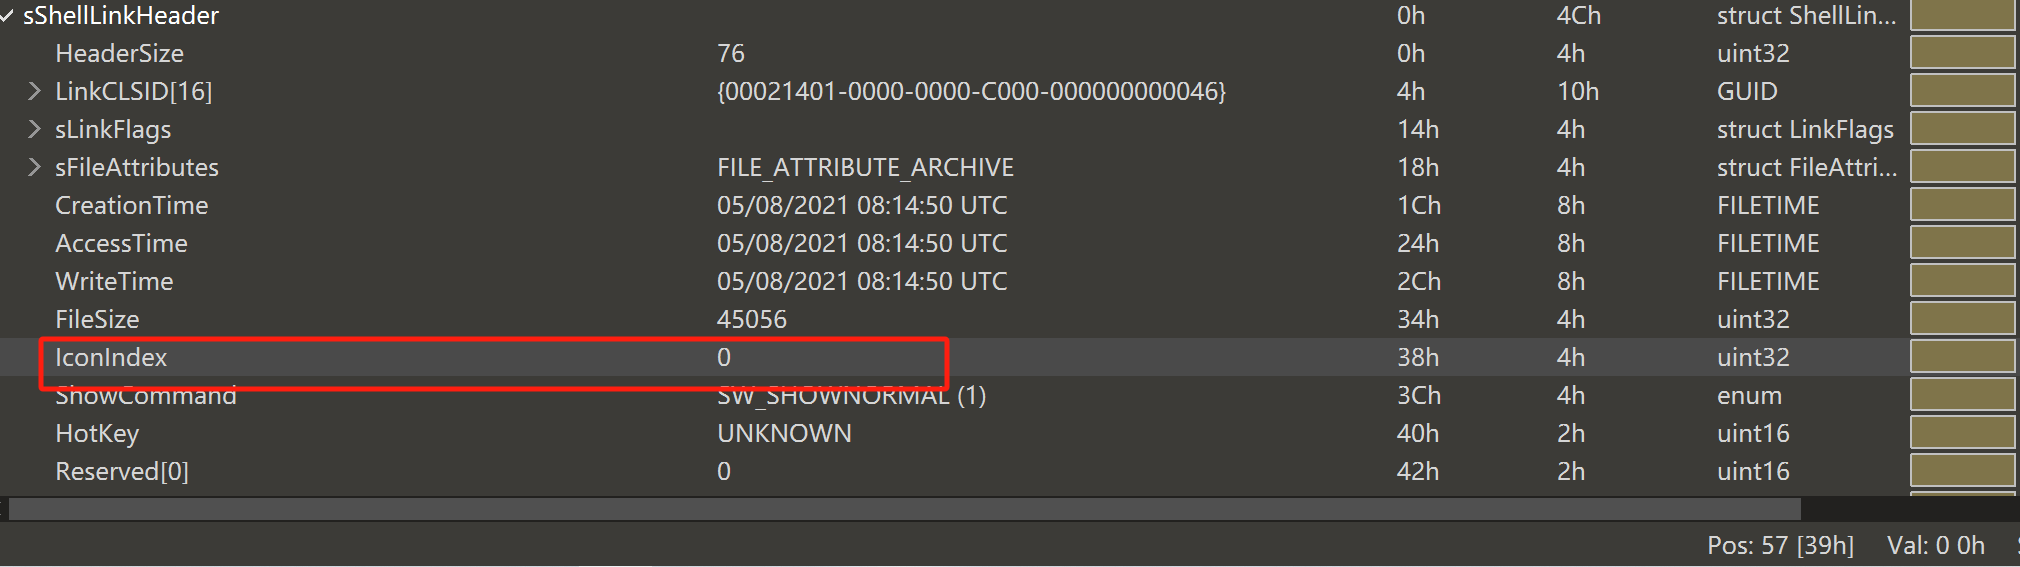 sShellLinkHeader 0h 4Ch struct ShellLin...
HeaderSize 76 0h 4h uint32
LinkCLSID[16] {00021401-0000-0000-C000-000000000046} 4h 10h GUID
sLinkFlags 14h 4h struct LinkFlags
sFileAttributes FILE_ATTRIBUTE_ARCHIVE 18h 4h struct FileAttri...
CreationTime 05/08/2021 08:14:50 UTC 1Ch 8h FILETIME
AccessTime 05/08/2021 08:14:50 UTC 24h 8h FILETIME
WriteTime 05/08/2021 08:14:50 UTC 2Ch 8h FILETIME
FileSize 45056 34h 4h uint32
IconIndex 0 38h 4h uint32
ShowCommand SW_SHOWNORMAL (1) 3Ch 4h enum
HotKey UNKNOWN 40h 2h uint16
Reserved[0] 0 42h 2h uint16
Pos: 57 [39h] Val: 0 0h